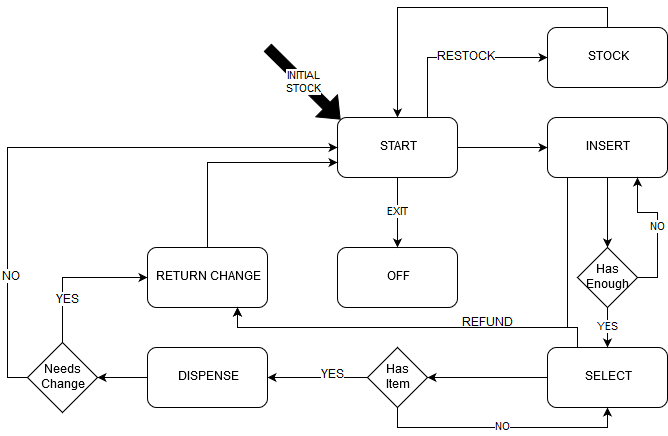 STOCK
RESTOCK
INITIAL
STOCK
START
INSERT
EXIT
NO
NO
RETURN CHANGE
OFF
Has
Enough
YES
REFUND
YES
Needs
Change
DISPENSE
YES
Has
Item
SELECT
NO